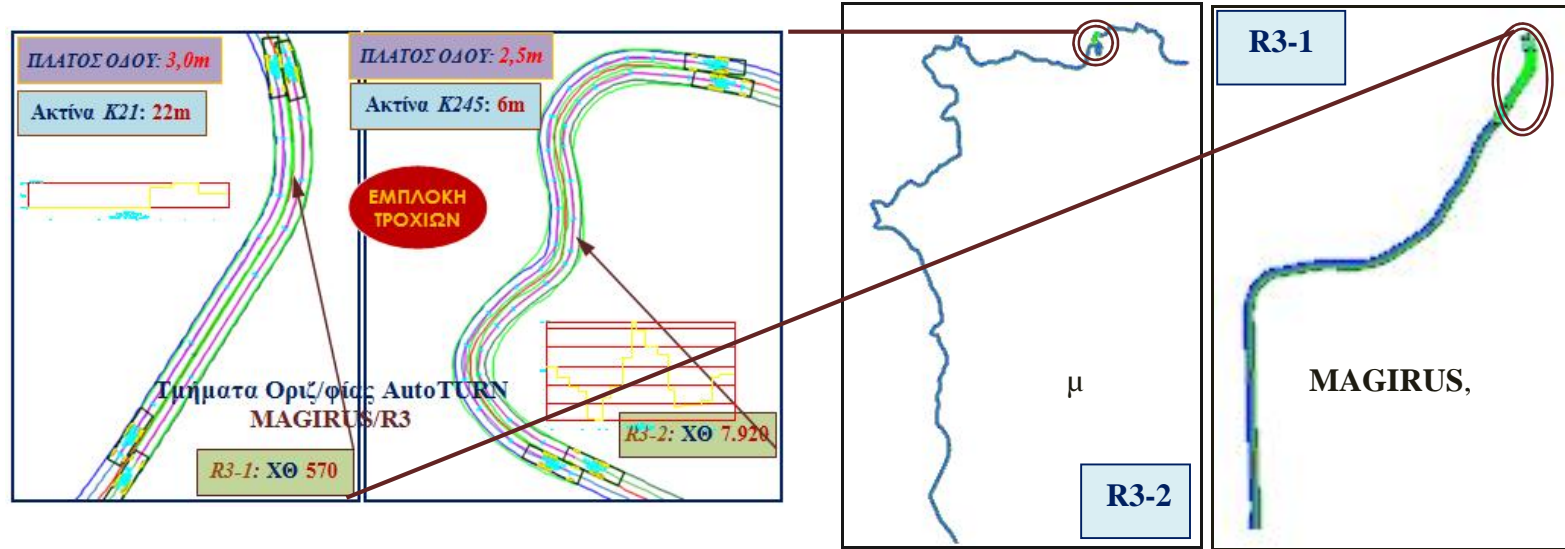 ΠΛΑΤΟΣ ΟΔΟΥ: 3,0m
Ακτίνα K21: 22m
ΠΛΑΤΟΣ ΟΔΟΥ: 2,5m
Ακτίνα K245: 6m
ΕΜΠΛΟΚΗ
ΤΡΟΧΙΩΝ
Τμήματα Οριζ/φίας AutoTURN
MAGIRUS/R3
R3-1: ΧΘ 570
R3-2: ΧΘ 7.920
μ
R3-2
R3-1
MAGIRUS,